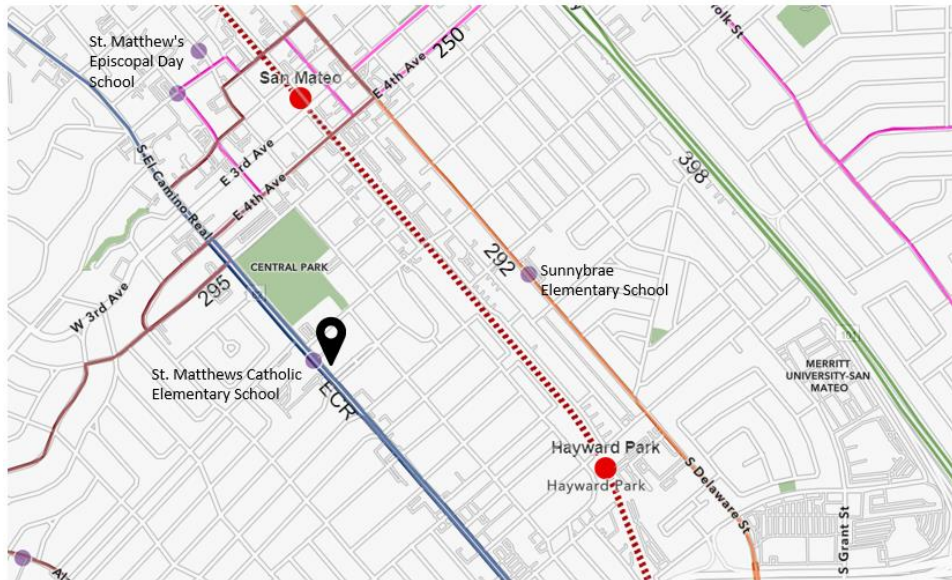 St. Matthew's
Episcopal Day
School
San Mateo
E 4th Ave
250
398
E 3rd Ave
E 4th Ave
S El Camino Real
CENTRAL PARK
292
Sunnybrae
Elementary School
W 3rd Ave
295
St. Matthews Catholic
Elementary School
ECR
101
MERRITT
UNIVERSITY-SAN
MATEO
Hayward Park
Hayward Park
S Delaware St
S Grant St